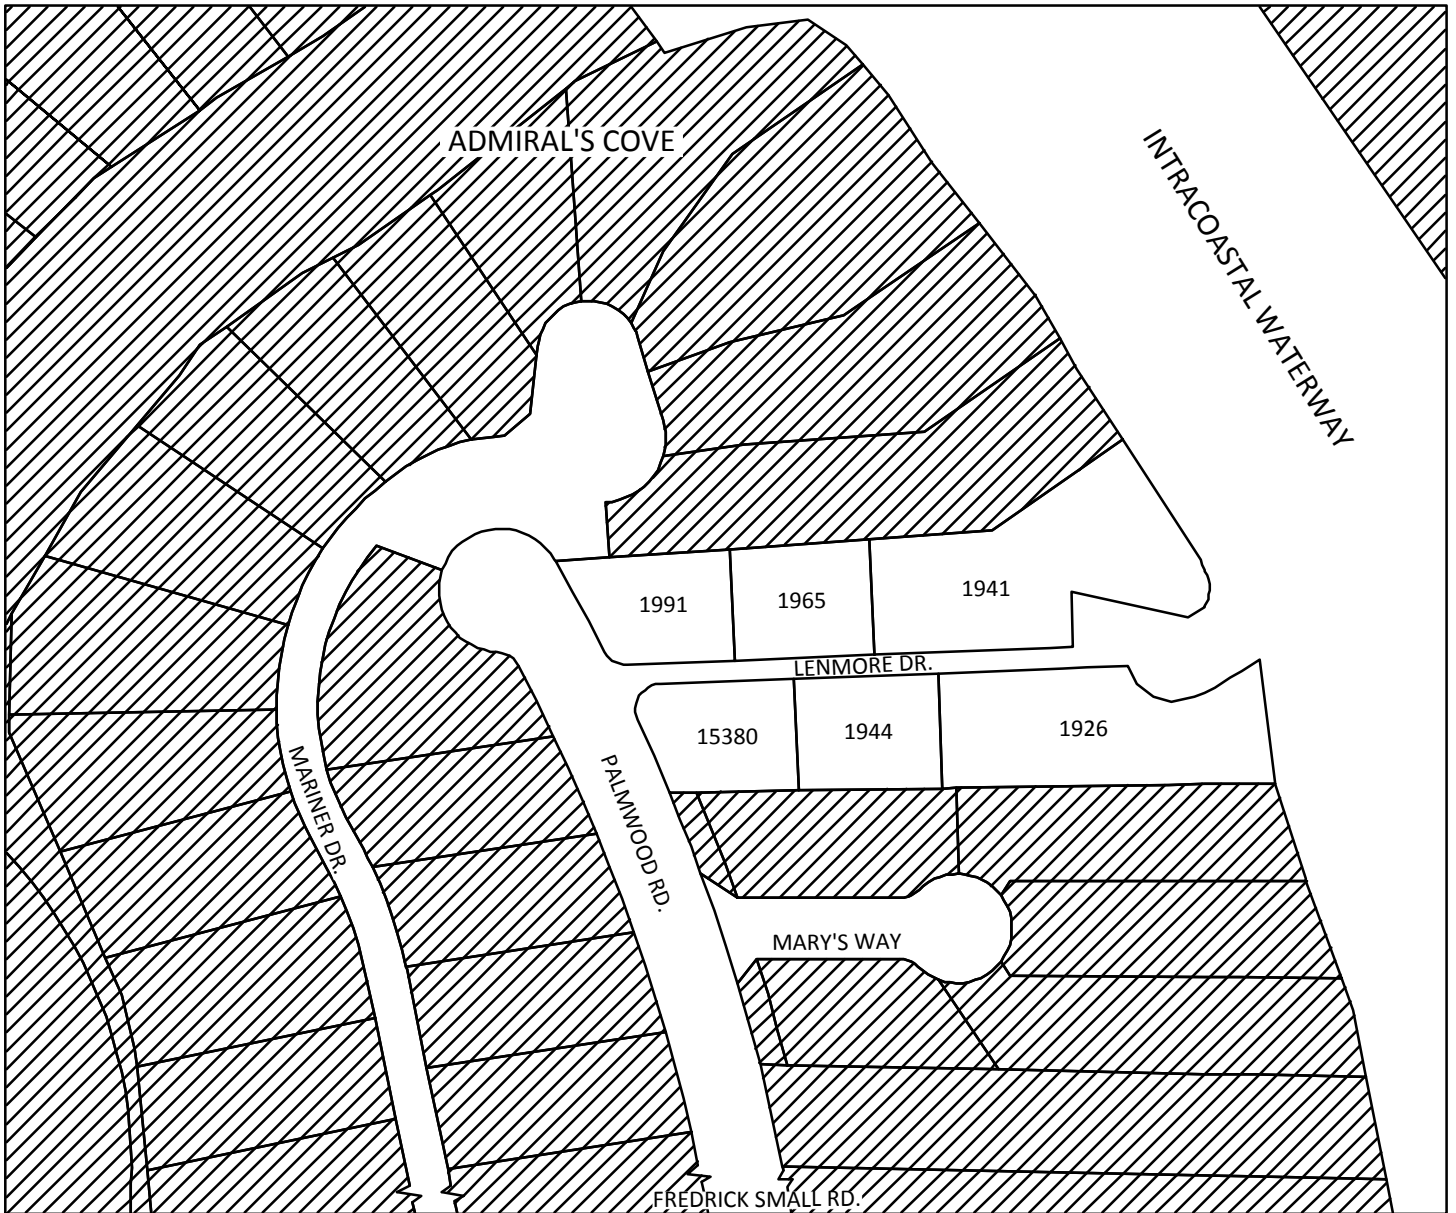 ADMIRAL'S COVE
INTRACOASTAL WATERWAY
1991
1965
1941
LENMORE DR.
15380
1944
1926
MARINER DR.
PALMWOOD RD.
MARY'S WAY
FREDRICK SMALL RD.